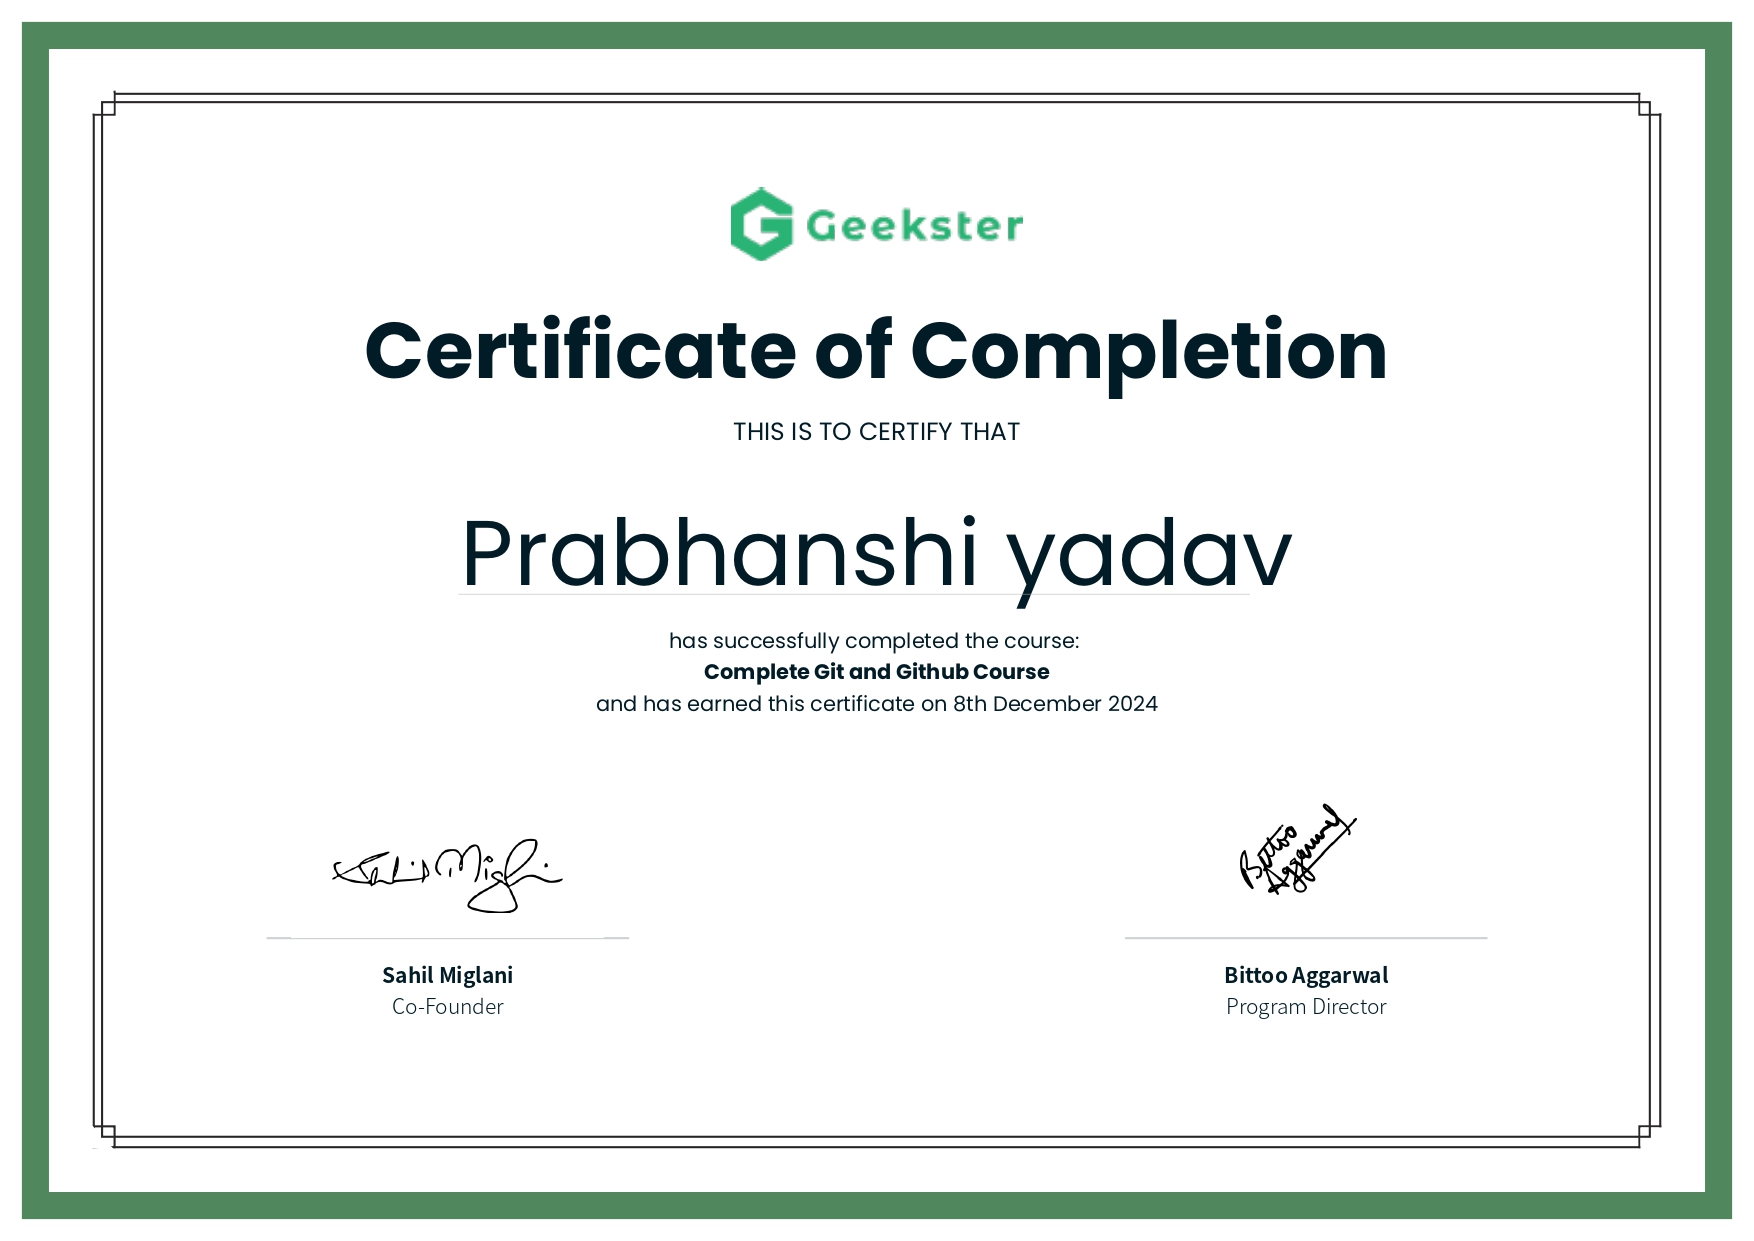 Geekster
Certificate of Completion
THIS IS TO CERTIFY THAT
Prabhanshi yadav
has successfully completed the course:
Complete Git and Github Course
and has earned this certificate on 8th December 2024
Sahil Miglani
Bittoo
Aggarwal
Sahil Miglani
Co-Founder
Bittoo Aggarwal
Program Director